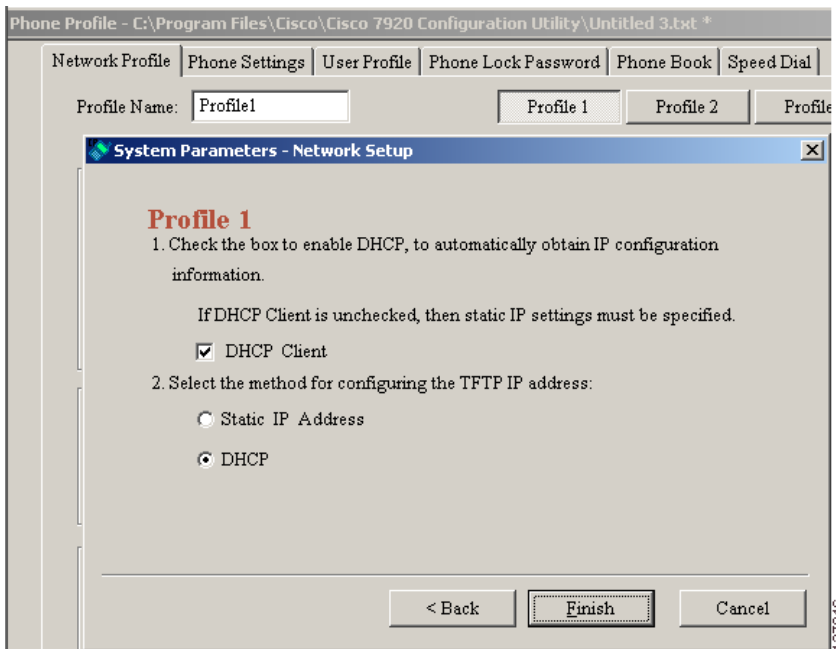 Phone Profile - C:\Program Files\Cisco\Cisco 7920 Configuration Utility\Untitled 3.txt *
Network Profile Phone Settings User Profile Phone Lock Password Phone Book Speed Dial
Profile Name: Profile1 Profile 1 Profile 2 Profile
System Parameters - Network Setup
Profile 1
1. Check the box to enable DHCP, to automatically obtain IP configuration
information.
If DHCP Client is unchecked, then static IP settings must be specified.
DHCP Client
2. Select the method for configuring the TFTP IP address:
Static IP Address
DHCP
< Back Finish Cancel